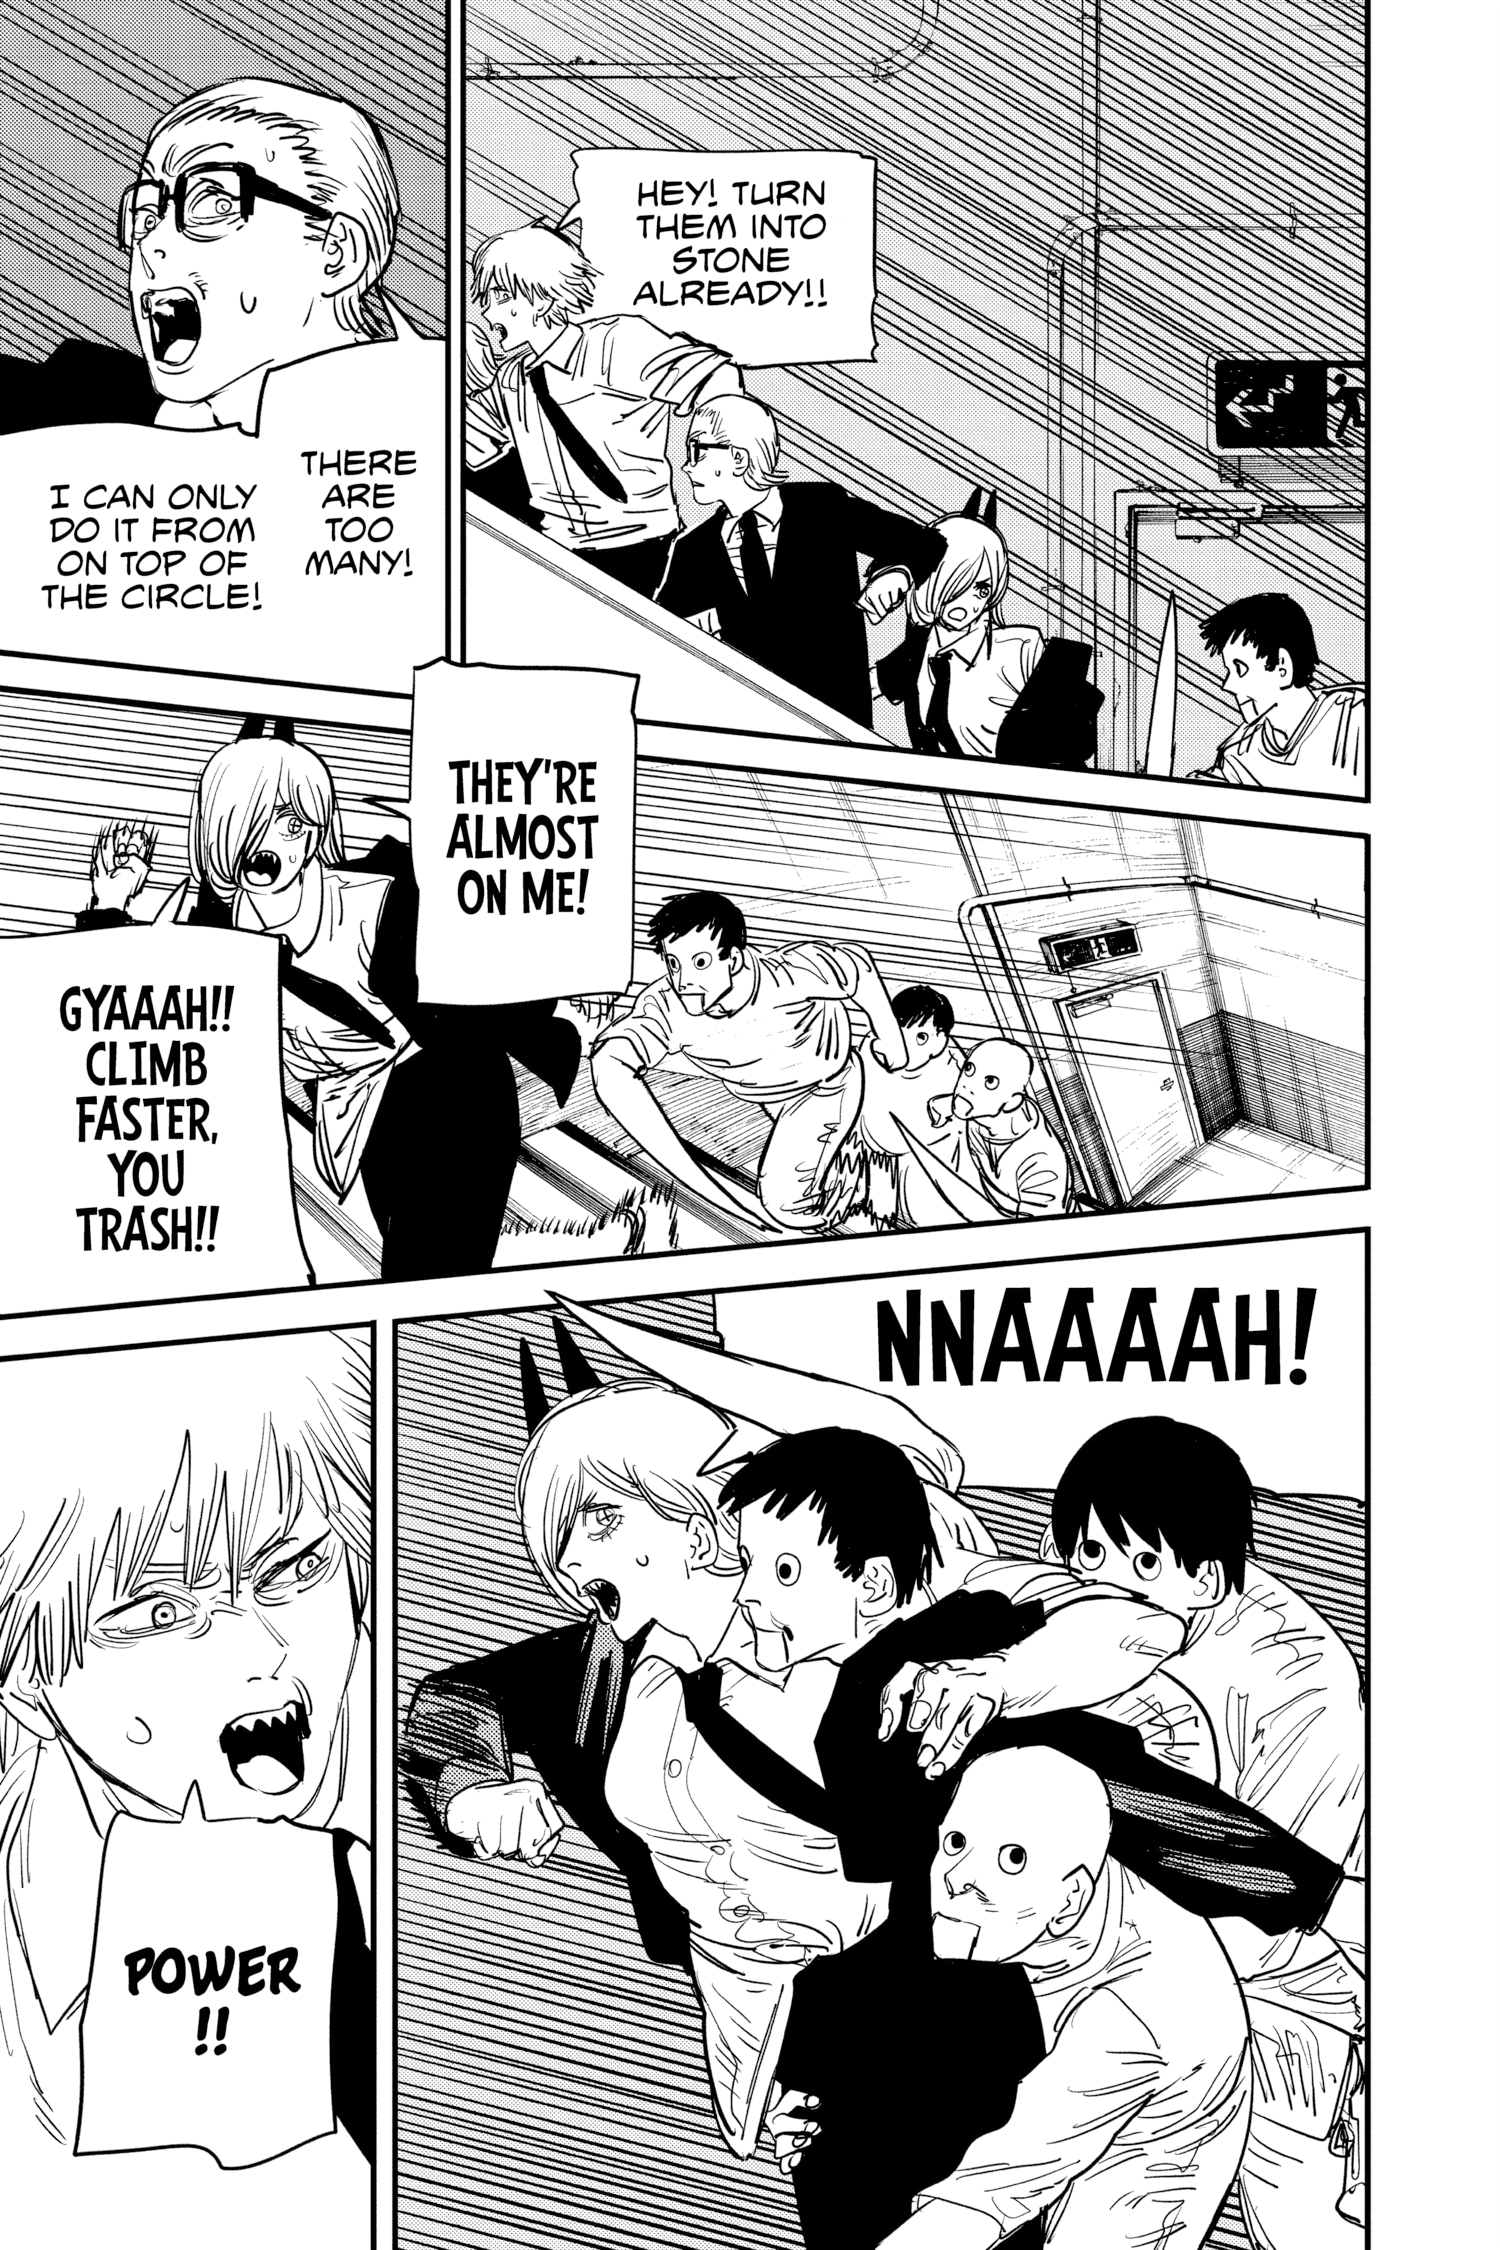 HEY! TURN
THEM INTO
STONE
ALREADY!!
THERE
ARE
TOO
MANY!
I CAN ONLY
DO IT FROM
ON TOP OF
THE CIRCLE!
THEY'RE
ALMOST
ON ME!
GYAAAH!!
CLIMB
FASTER,
YOU
TRASH!!
NNAAAAH!
POWER
!!